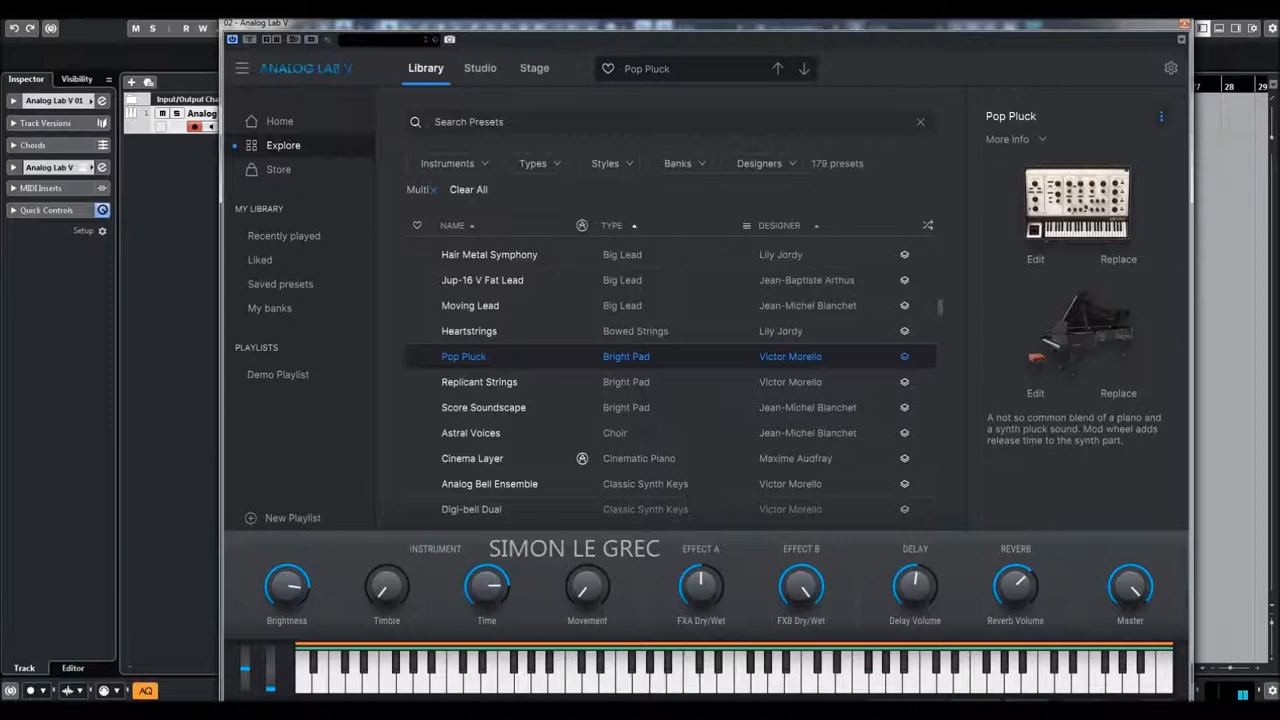 02 - Analog Lab V
M S R W
ANALOG LAB V
Library
Studio
Stage
Pop Pluck
27
28
29
Inspector
Visibility
Analog Lab V 01
Track Versions
Chords
Analog Lab V
MIDI Inserts
Quick Controls
Setup
Input/Output Cha
1 M S Analog
Home
Explore
Store
MY LIBRARY
Recently played
Liked
Saved presets
My banks
PLAYLISTS
Demo Playlist
New Playlist
Search Presets
Instruments
Types
Styles
Banks
Designers
179 presets
Multi
Clear All
NAME TYPE DESIGNER
Hair Metal Symphony Big Lead Lily Jordy
Jup-16 V Fat Lead Big Lead Jean-Baptiste Arthus
Moving Lead Big Lead Jean-Michel Blanchet
Heartstrings Bowed Strings Lily Jordy
Pop Pluck Bright Pad Victor Morello
Replicant Strings Bright Pad Victor Morello
Score Soundscape Bright Pad Jean-Michel Blanchet
Astral Voices Choir Jean-Michel Blanchet
Cinema Layer Cinematic Piano Maxime Audfray
Analog Bell Ensemble Classic Synth Keys Victor Morello
Digi-bell Dual Classic Synth Keys Victor Morello
Pop Pluck
More info
Edit Replace
Edit Replace
A not so common blend of a piano and
a synth pluck sound. Mod wheel adds
release time to the synth part.
INSTRUMENT
SIMON LE GREC
EFFECT A
EFFECT B
DELAY
REVERB
Brightness
Timbre
Time
Movement
FXA Dry/Wet
FXB Dry/Wet
Delay Volume
Reverb Volume
Master
Track
Editor
AQ